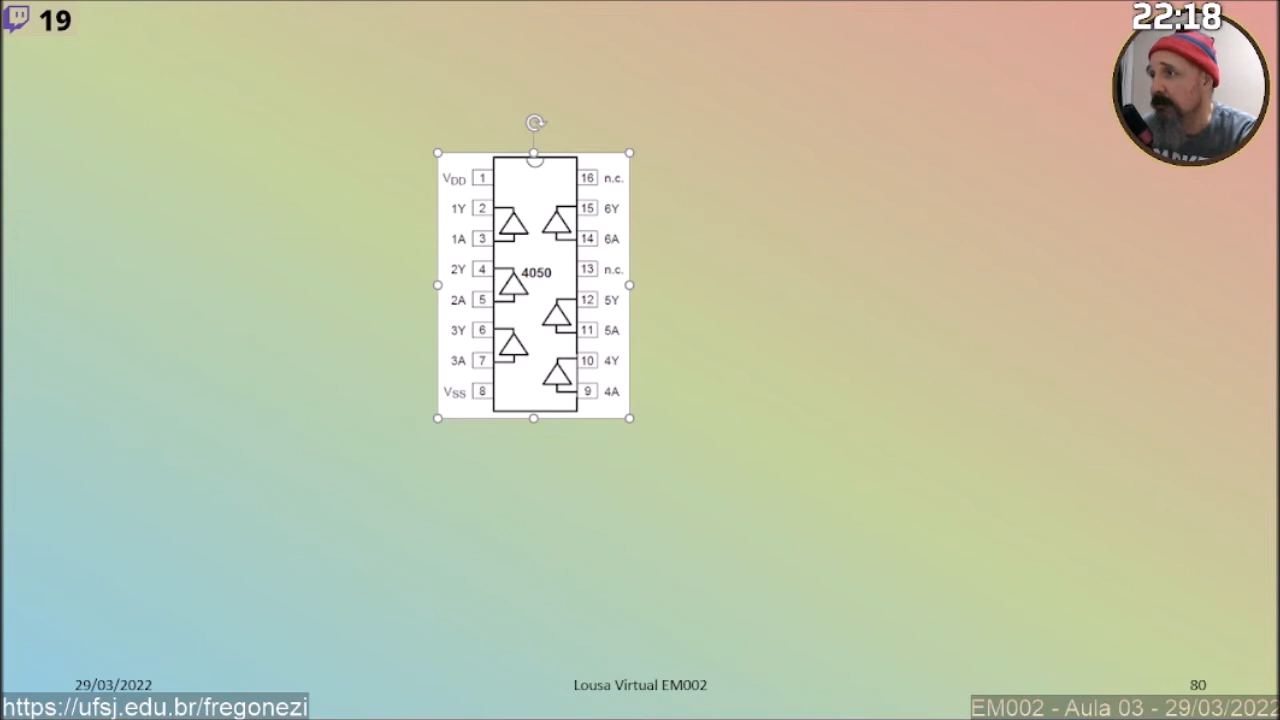 19
22:18
VDD 1 16 n.c.
1Y 2 15 6Y
1A 3 14 6A
2Y 4 4050 13 n.c.
2A 5 12 5Y
3Y 6 11 5A
3A 7 10 4Y
VSS 8 9 4A
29/03/2022
Lousa Virtual EM002
80
https://ufsj.edu.br/fregonezi
EM002 - Aula 03 - 29/03/2022